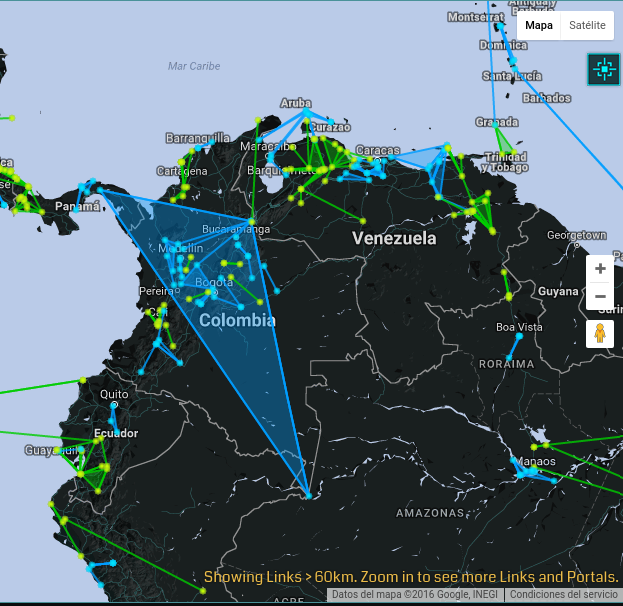 Antigua y
Barbuda
Montserrat
Mapa
Satélite
Dominica
Mar Caribe
Santa Lucía
Barbados
Aruba
Curazao
Granada
Barranquilla
Maracaibo
Caracas
Trinidad
y Tobago
Cartagena
Barquisimeto
Panamá
Bucaramanga
Georgetown
Venezuela
Medellín
Bogotá
Pereira
Guyana
Cali
Colombia
Boa Vista
RORAIMA
Quito
Ecuador
Guayaquil
Manaos
AMAZONAS
Showing Links > 60km. Zoom in to see more Links and Portals.
ACRE
Datos del mapa ©2016 Google, INEGI
Condiciones del servicio